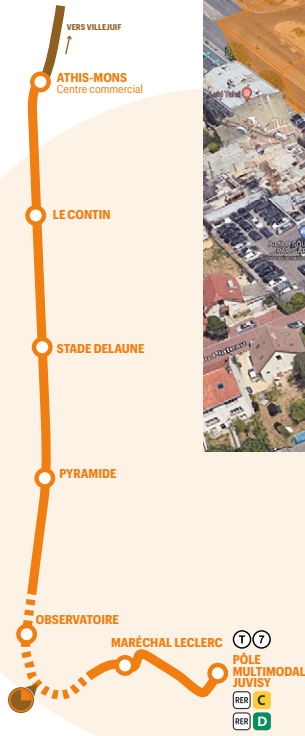 VERS VILLEJUIF
ATHIS-MONS
Centre commercial
LE CONTIN
STADE DELAUNE
PYRAMIDE
OBSERVATOIRE
MARÉCHAL LECLERC
T 7
PÔLE
MULTIMODAL
JUVISY
RER C
RER D